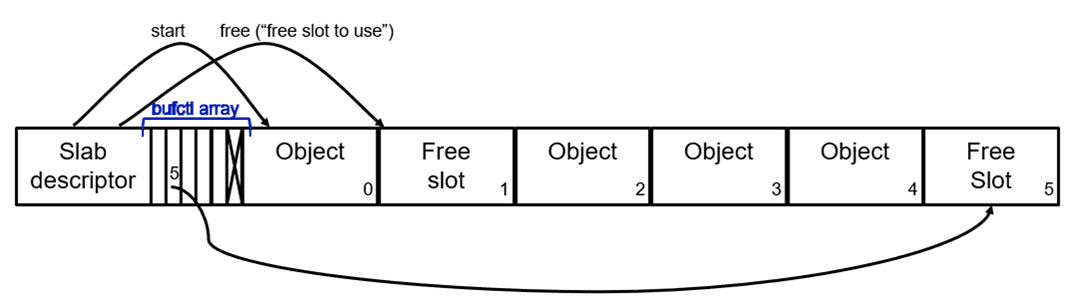 start
free (“free slot to use”)
bufctl array
Slab
descriptor
5
Object
0
Free
slot
1
Object
2
Object
3
Object
4
Free
Slot
5